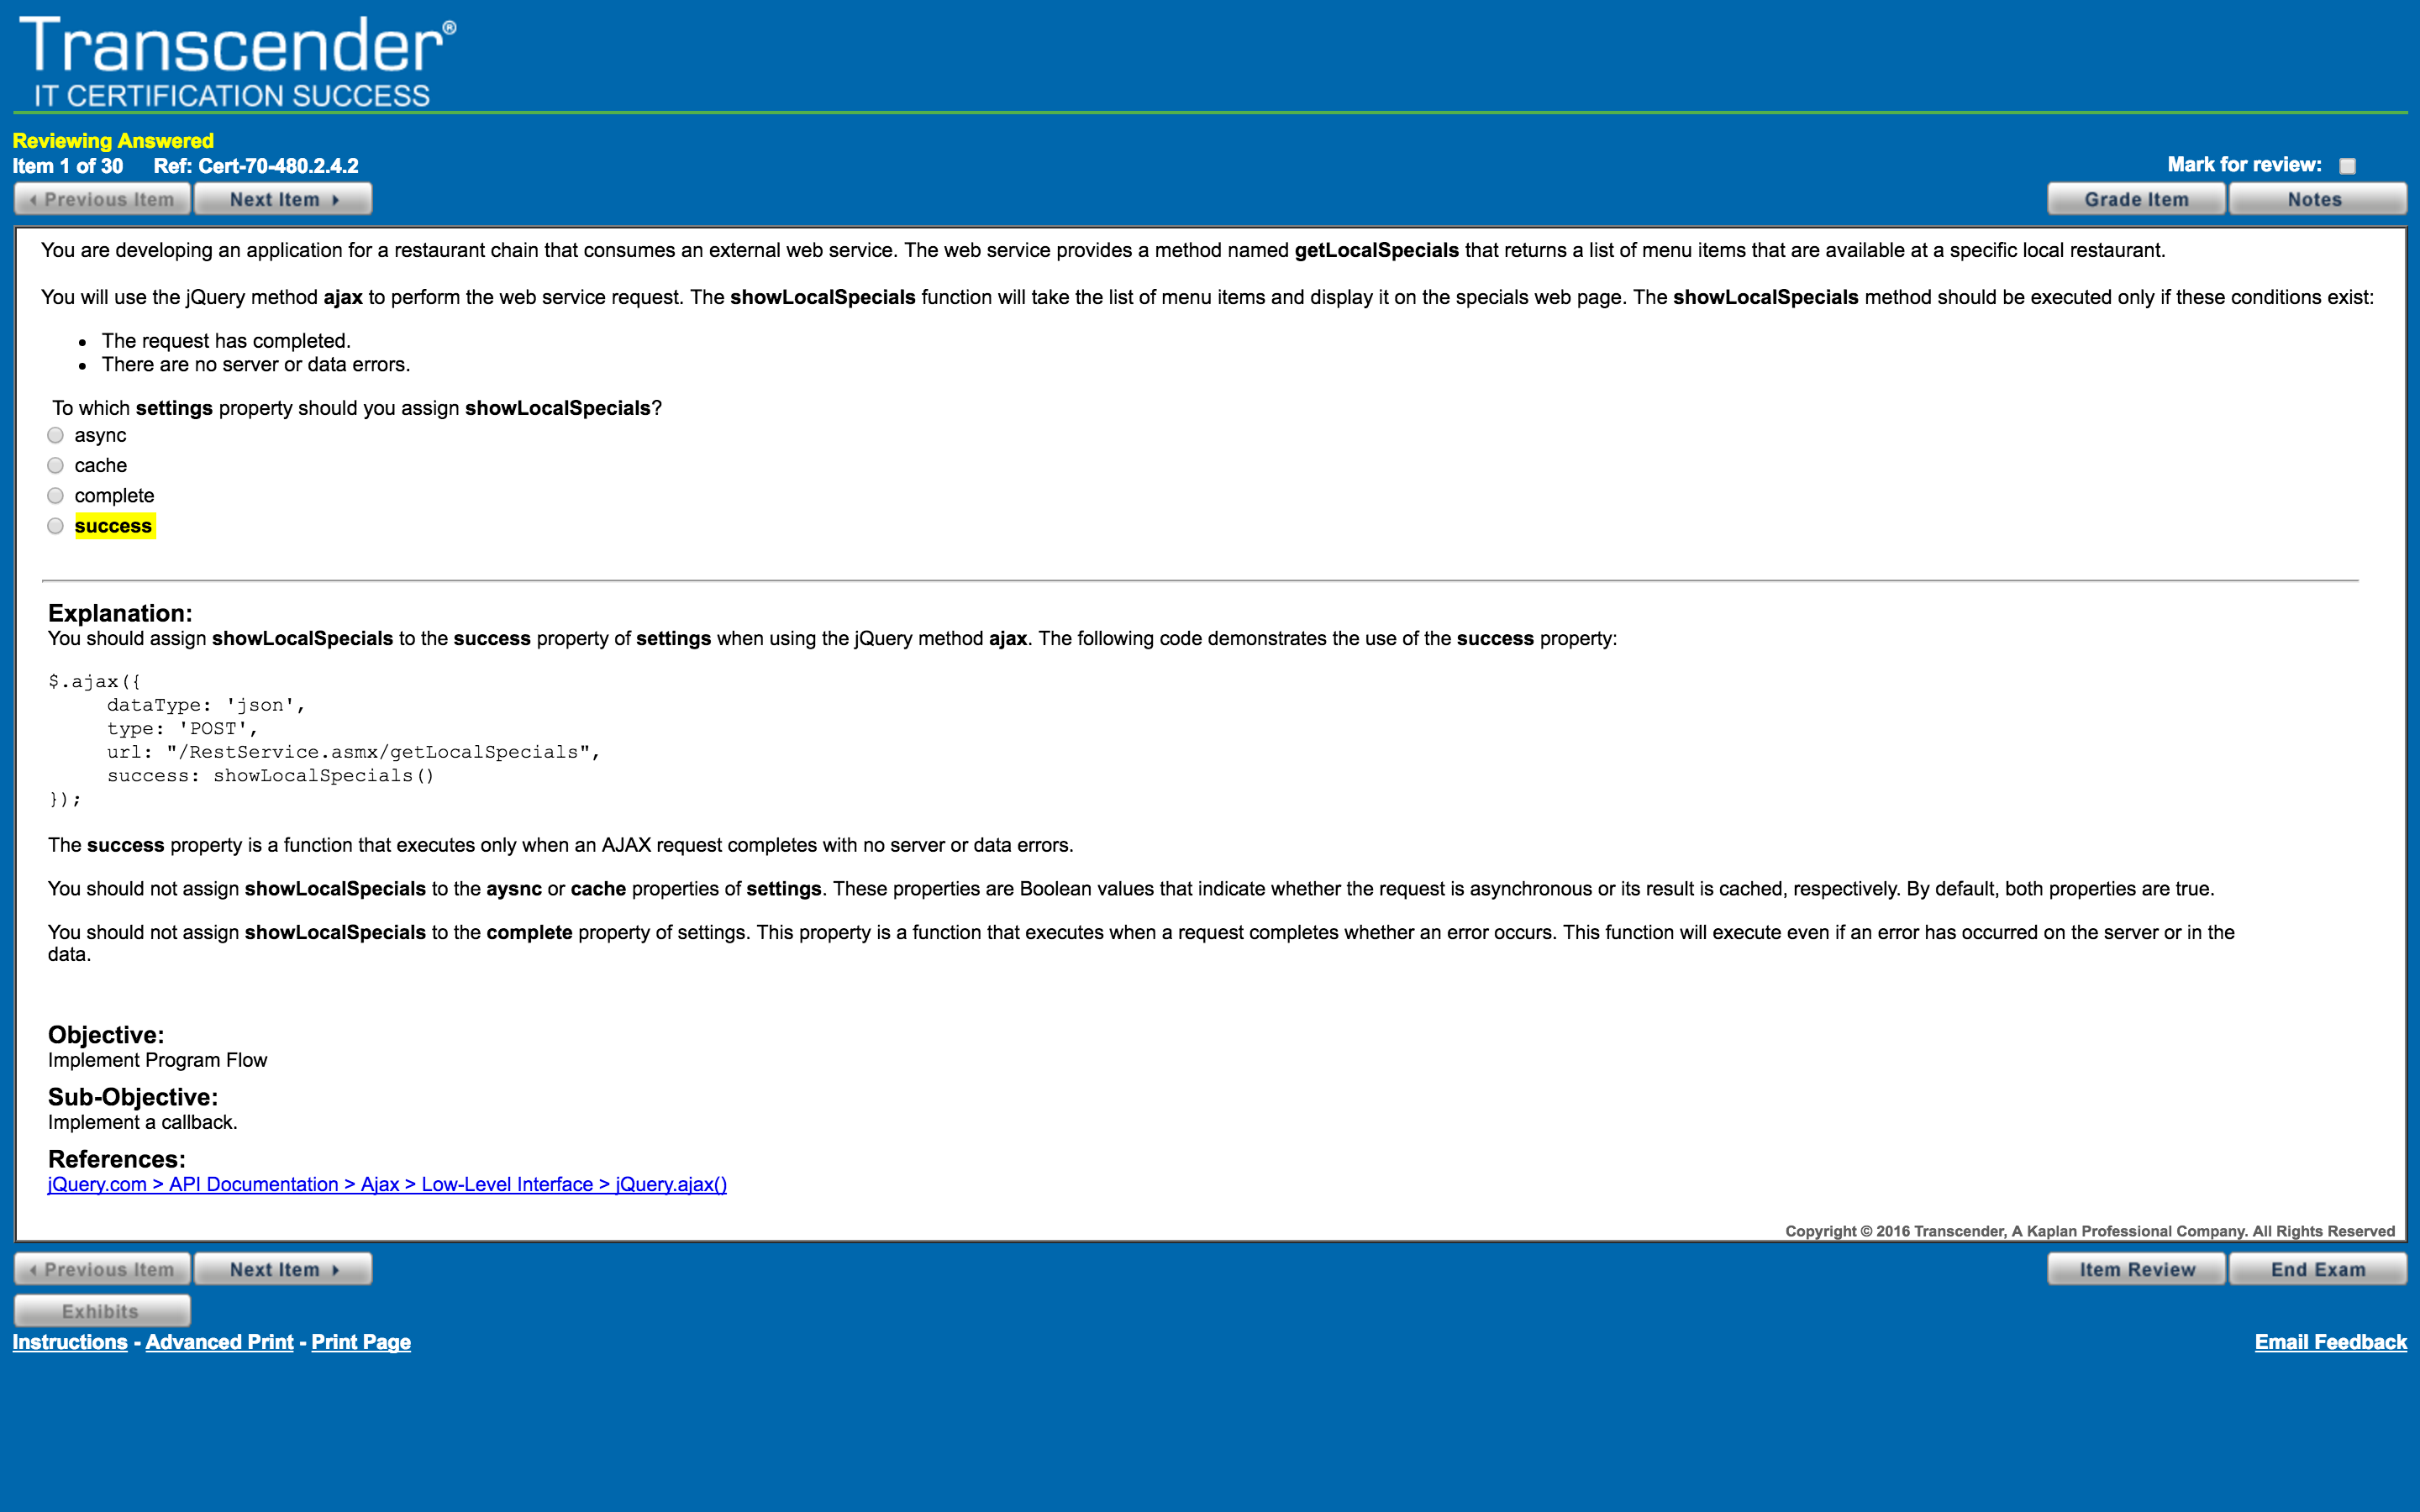 Transcender®
IT CERTIFICATION SUCCESS
Reviewing Answered
Item 1 of 30 Ref: Cert-70-480.2.4.2
Mark for review:
Previous Item Next Item Grade Item Notes
You are developing an application for a restaurant chain that consumes an external web service. The web service provides a method named getLocalSpecials that returns a list of menu items that are available at a specific local restaurant.
You will use the jQuery method ajax to perform the web service request. The showLocalSpecials function will take the list of menu items and display it on the specials web page. The showLocalSpecials method should be executed only if these conditions exist:
• The request has completed.
• There are no server or data errors.
To which settings property should you assign showLocalSpecials?
async
cache
complete
success
Explanation:
You should assign showLocalSpecials to the success property of settings when using the jQuery method ajax. The following code demonstrates the use of the success property:
$.ajax({
dataType: 'json',
type: 'POST',
url: "/RestService.asmx/getLocalSpecials",
success: showLocalSpecials()
});
The success property is a function that executes only when an AJAX request completes with no server or data errors.
You should not assign showLocalSpecials to the aysnc or cache properties of settings. These properties are Boolean values that indicate whether the request is asynchronous or its result is cached, respectively. By default, both properties are true.
You should not assign showLocalSpecials to the complete property of settings. This property is a function that executes when a request completes whether an error occurs. This function will execute even if an error has occurred on the server or in the
data.
Objective:
Implement Program Flow
Sub-Objective:
Implement a callback.
References:
jQuery.com > API Documentation > Ajax > Low-Level Interface > jQuery.ajax()
Copyright © 2016 Transcender, A Kaplan Professional Company. All Rights Reserved
Previous Item Next Item Item Review End Exam
Exhibits
Instructions - Advanced Print - Print Page Email Feedback